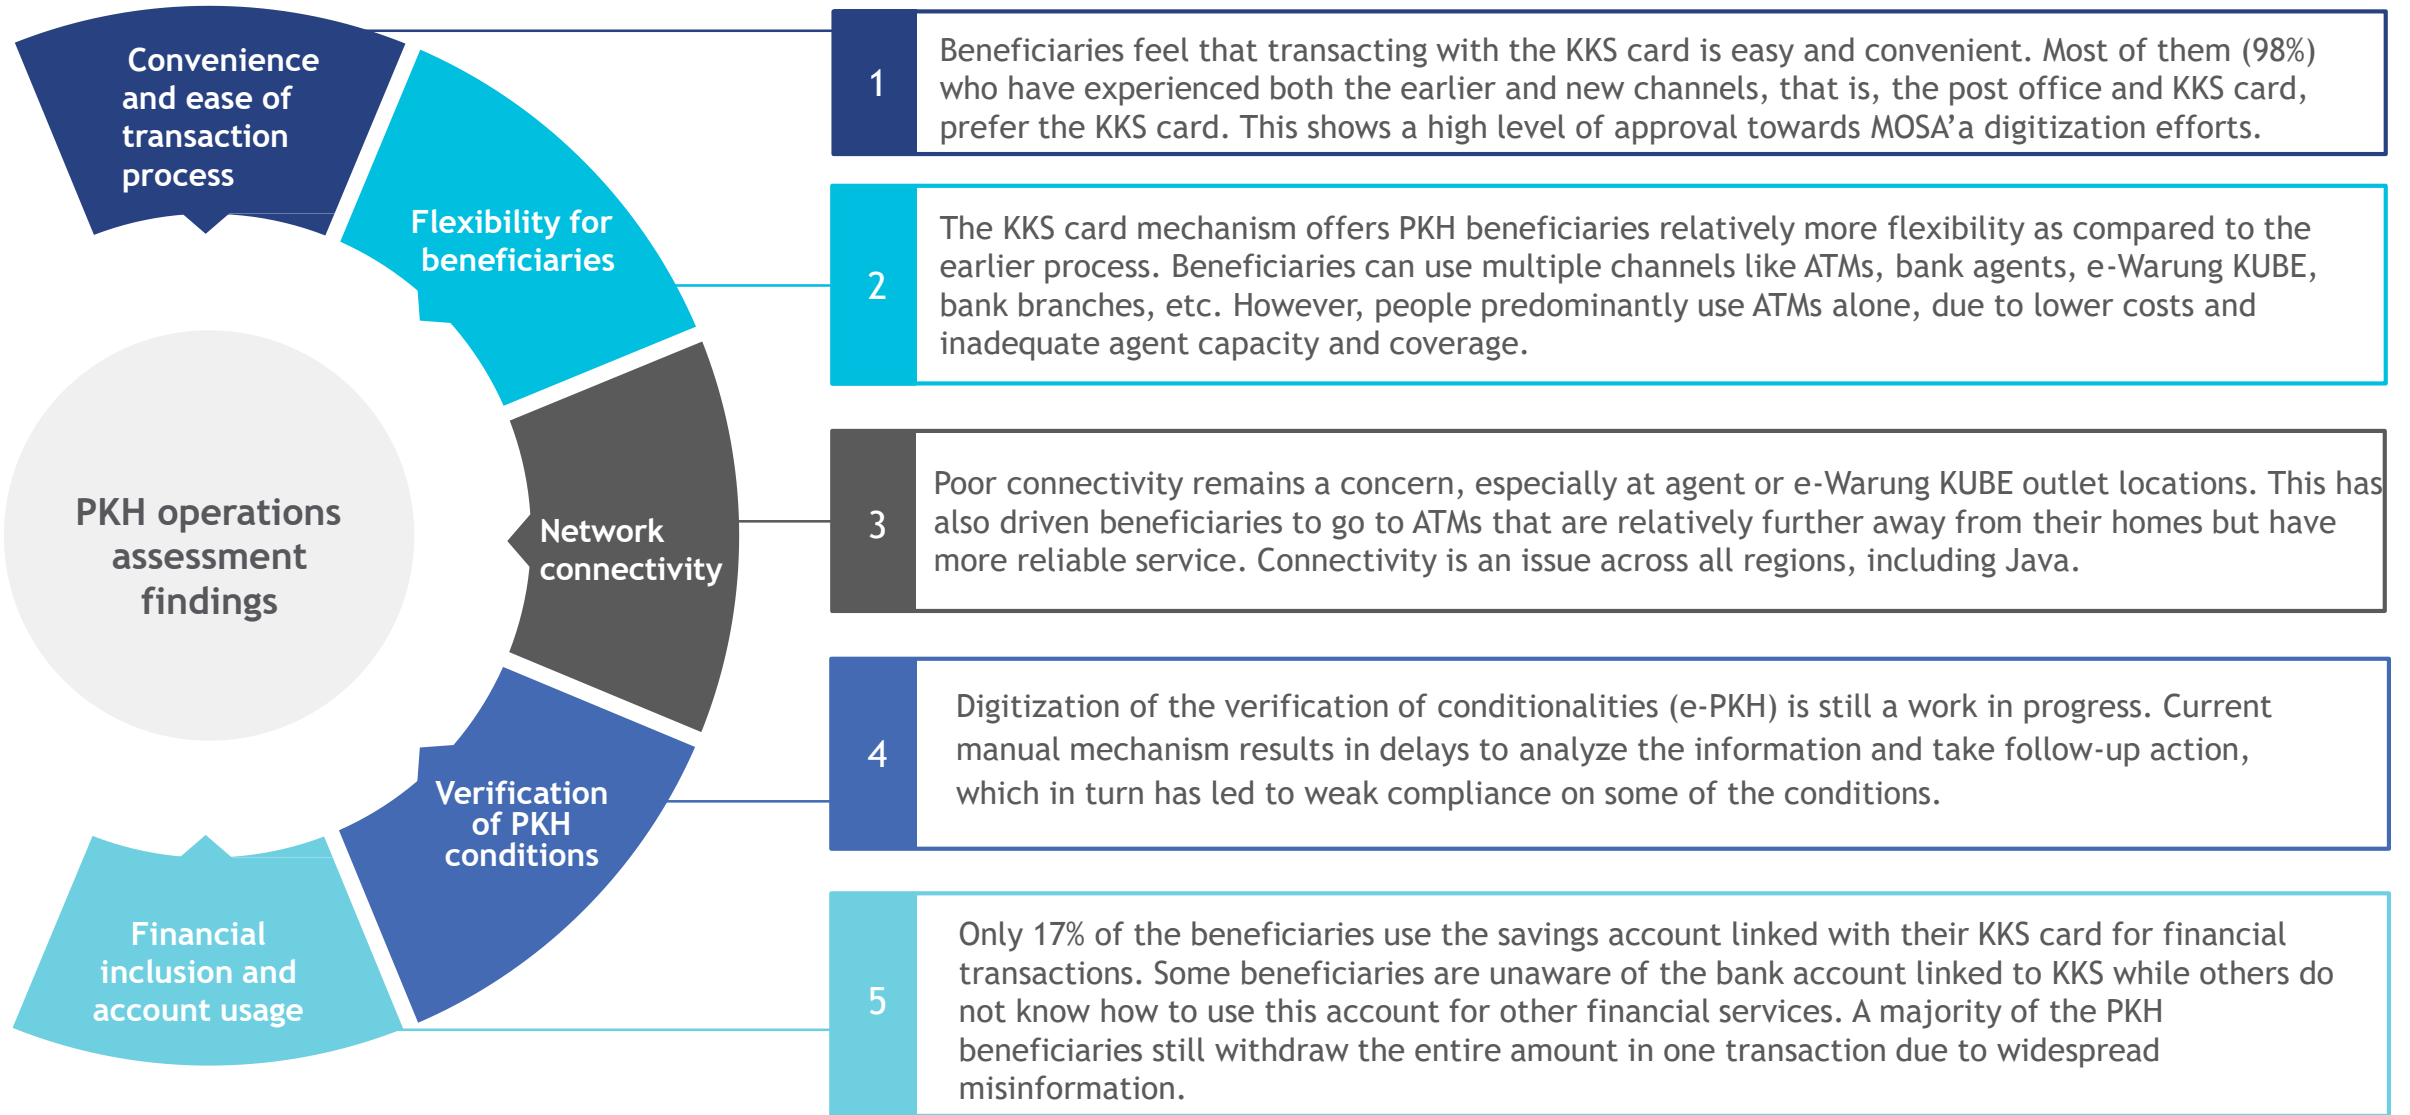 Convenience
and ease of
transaction
process
1
Beneficiaries feel that transacting with the KKS card is easy and convenient. Most of them (98%)
who have experienced both the earlier and new channels, that is, the post office and KKS card,
prefer the KKS card. This shows a high level of approval towards MOSA’a digitization efforts.
Flexibility for
beneficiaries
2
The KKS card mechanism offers PKH beneficiaries relatively more flexibility as compared to the
earlier process. Beneficiaries can use multiple channels like ATMs, bank agents, e-Warung KUBE,
bank branches, etc. However, people predominantly use ATMs alone, due to lower costs and
inadequate agent capacity and coverage.
PKH operations
assessment
findings
Network
connectivity
3
Poor connectivity remains a concern, especially at agent or e-Warung KUBE outlet locations. This has
also driven beneficiaries to go to ATMs that are relatively further away from their homes but have
more reliable service. Connectivity is an issue across all regions, including Java.
Verification
of PKH
conditions
4
Digitization of the verification of conditionalities (e-PKH) is still a work in progress. Current
manual mechanism results in delays to analyze the information and take follow-up action,
which in turn has led to weak compliance on some of the conditions.
Financial
inclusion and
account usage
5
Only 17% of the beneficiaries use the savings account linked with their KKS card for financial
transactions. Some beneficiaries are unaware of the bank account linked to KKS while others do
not know how to use this account for other financial services. A majority of the PKH
beneficiaries still withdraw the entire amount in one transaction due to widespread
misinformation.